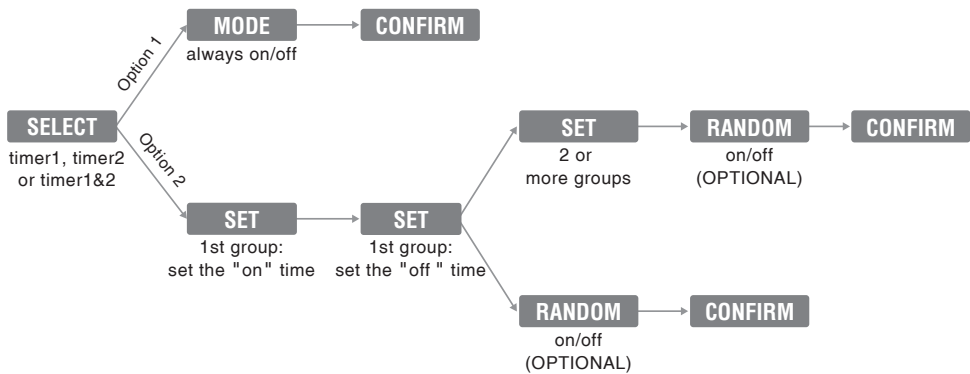 MODE
always on/off
CONFIRM
Option 1
SELECT
timer1, timer2
or timer1&2
Option 2
SET
1st group:
set the "on" time
SET
1st group:
set the "off " time
SET
2 or
more groups
RANDOM
on/off
(OPTIONAL)
CONFIRM
RANDOM
on/off
(OPTIONAL)
CONFIRM